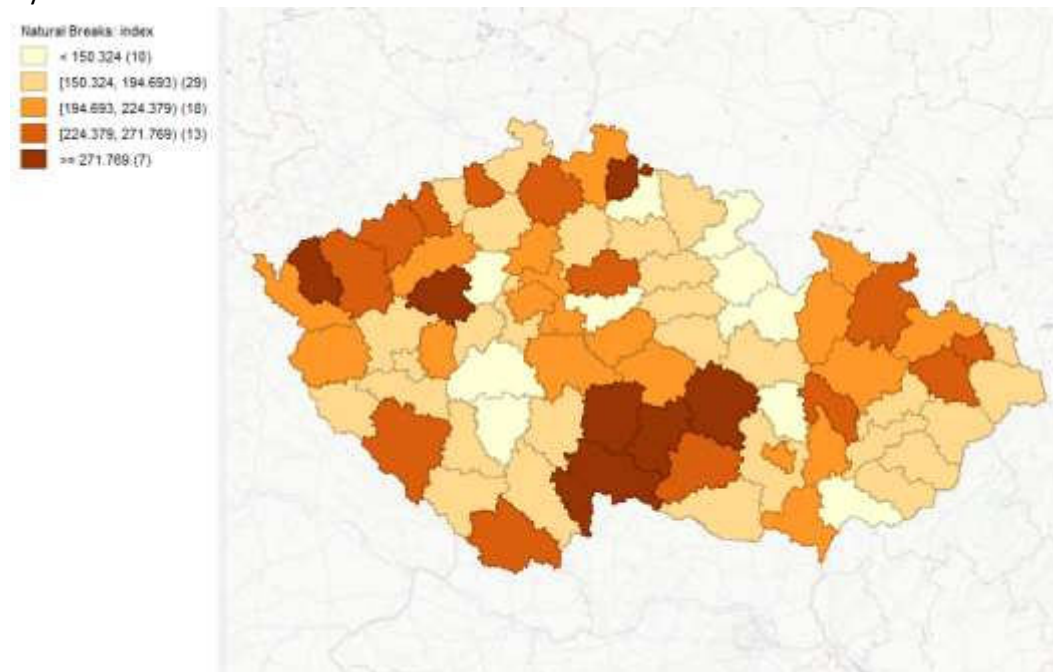 Natural Breaks: index
< 150.324 (10)
[150.324, 194.693) (29)
[194.693, 224.379) (18)
[224.379, 271.769) (13)
>= 271.769 (7)